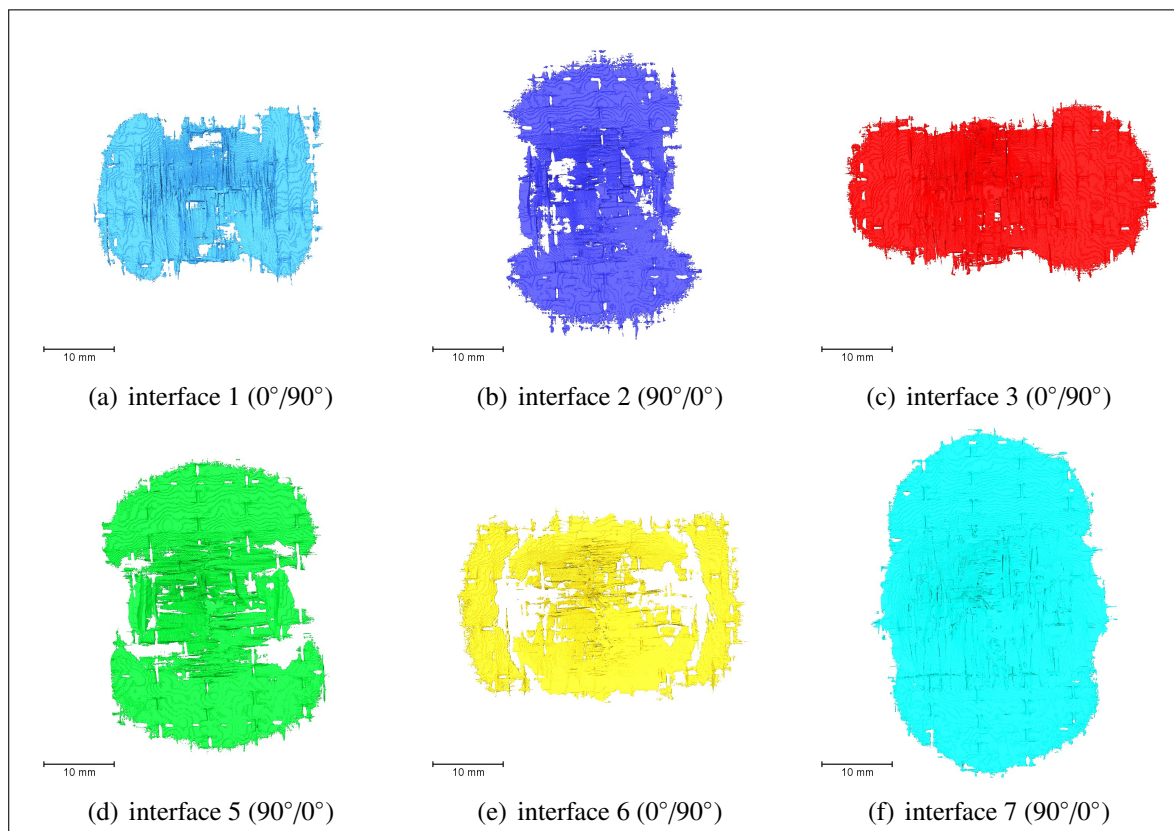 10 mm
10 mm
10 mm
(a) interface 1 (0°/90°)
(b) interface 2 (90°/0°)
(c) interface 3 (0°/90°)
10 mm
10 mm
10 mm
(d) interface 5 (90°/0°)
(e) interface 6 (0°/90°)
(f) interface 7 (90°/0°)